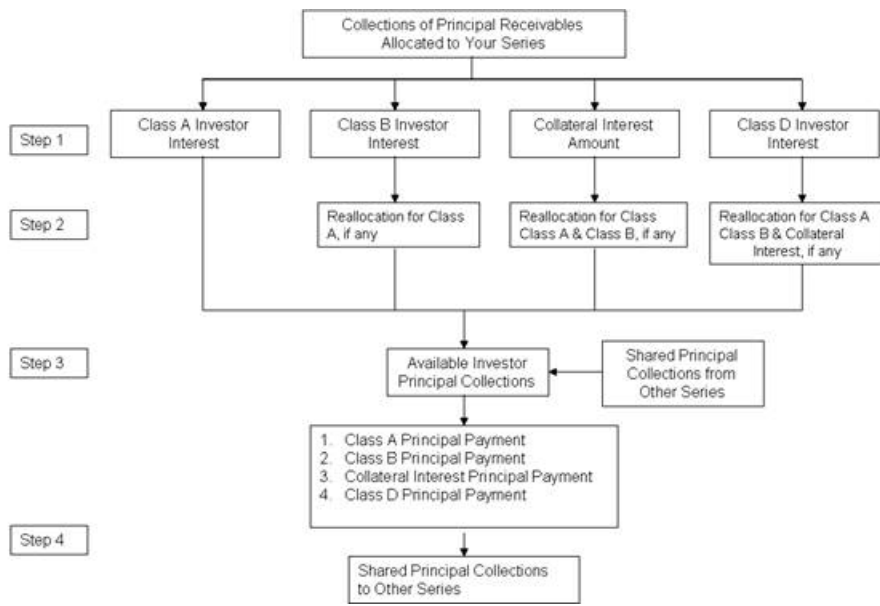 Collections of Principal Receivables
Allocated to Your Series
Step 1
Class A Investor
Interest
Class B Investor
Interest
Collateral Interest
Amount
Class D Investor
Interest
Step 2
Reallocation for Class
A, if any
Reallocation for Class
Class A & Class B, if any
Reallocation for Class A
Class B & Collateral
Interest, if any
Step 3
Available Investor
Principal Collections
Shared Principal
Collections from
Other Series
1. Class A Principal Payment
2. Class B Principal Payment
3. Collateral Interest Principal Payment
4. Class D Principal Payment
Step 4
Shared Principal Collections
to Other Series